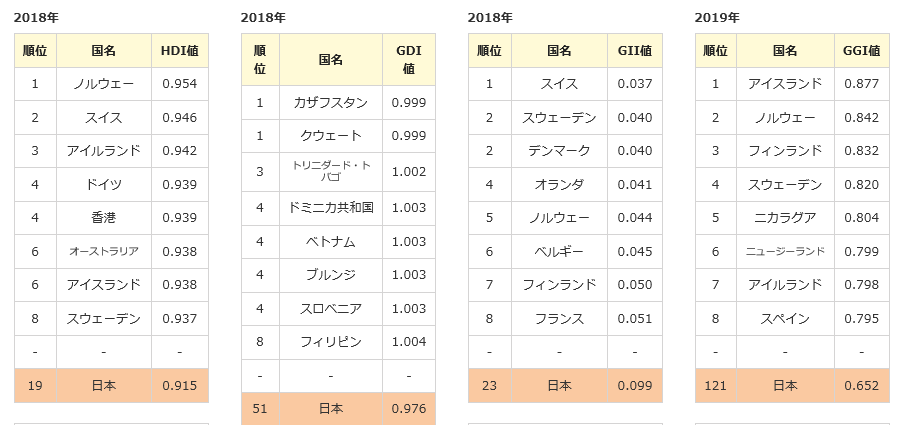 2018年
順位 国名 HDI値
1 ノルウェー 0.954
2 スイス 0.946
3 アイルランド 0.942
4 ドイツ 0.939
4 香港 0.939
6 オーストラリア 0.938
6 アイスランド 0.938
8 スウェーデン 0.937
- - -
19 日本 0.915
2018年
順
位 国名 GDI
値
1 カザフスタン 0.999
1 クウェート 0.999
3 トリニダード・ト
バゴ 1.002
4 ドミニカ共和国 1.003
4 ベトナム 1.003
4 ブルンジ 1.003
4 スロベニア 1.003
8 フィリピン 1.004
- - -
51 日本 0.976
2018年
順位 国名 GII値
1 スイス 0.037
2 スウェーデン 0.040
2 デンマーク 0.040
4 オランダ 0.041
5 ノルウェー 0.044
6 ベルギー 0.045
7 フィンランド 0.050
8 フランス 0.051
- - -
23 日本 0.099
2019年
順位 国名 GGI値
1 アイスランド 0.877
2 ノルウェー 0.842
3 フィンランド 0.832
4 スウェーデン 0.820
5 ニカラグア 0.804
6 ニュージーランド 0.799
7 アイルランド 0.798
8 スペイン 0.795
- - -
121 日本 0.652